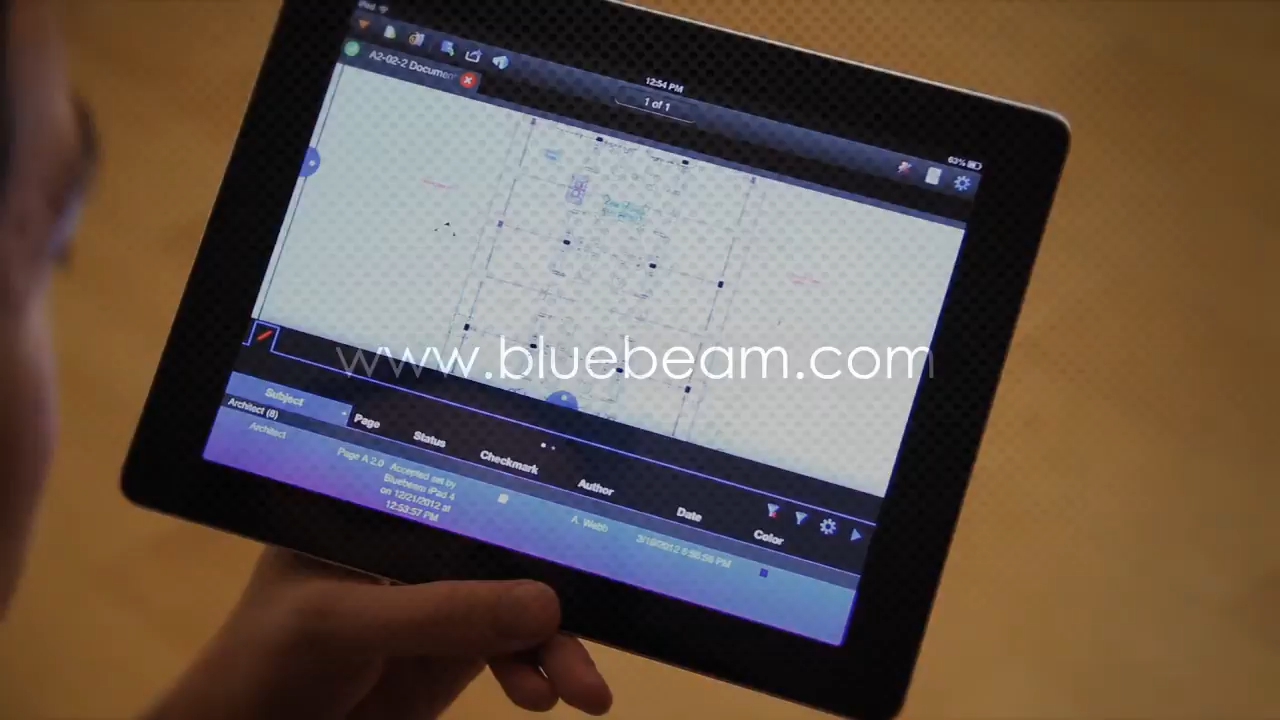 iPad
12:54 PM
63%
A2-02-2 Document
1 of 1
www.bluebeam.com
Subject
Page
Status
Checkmark
Author
Date
Color
Architect (8)
Architect
Page A 2.0
Accepted set by
Bluebeam iPad 4
on 12/21/2012 at
12:53:57 PM
A. Webb